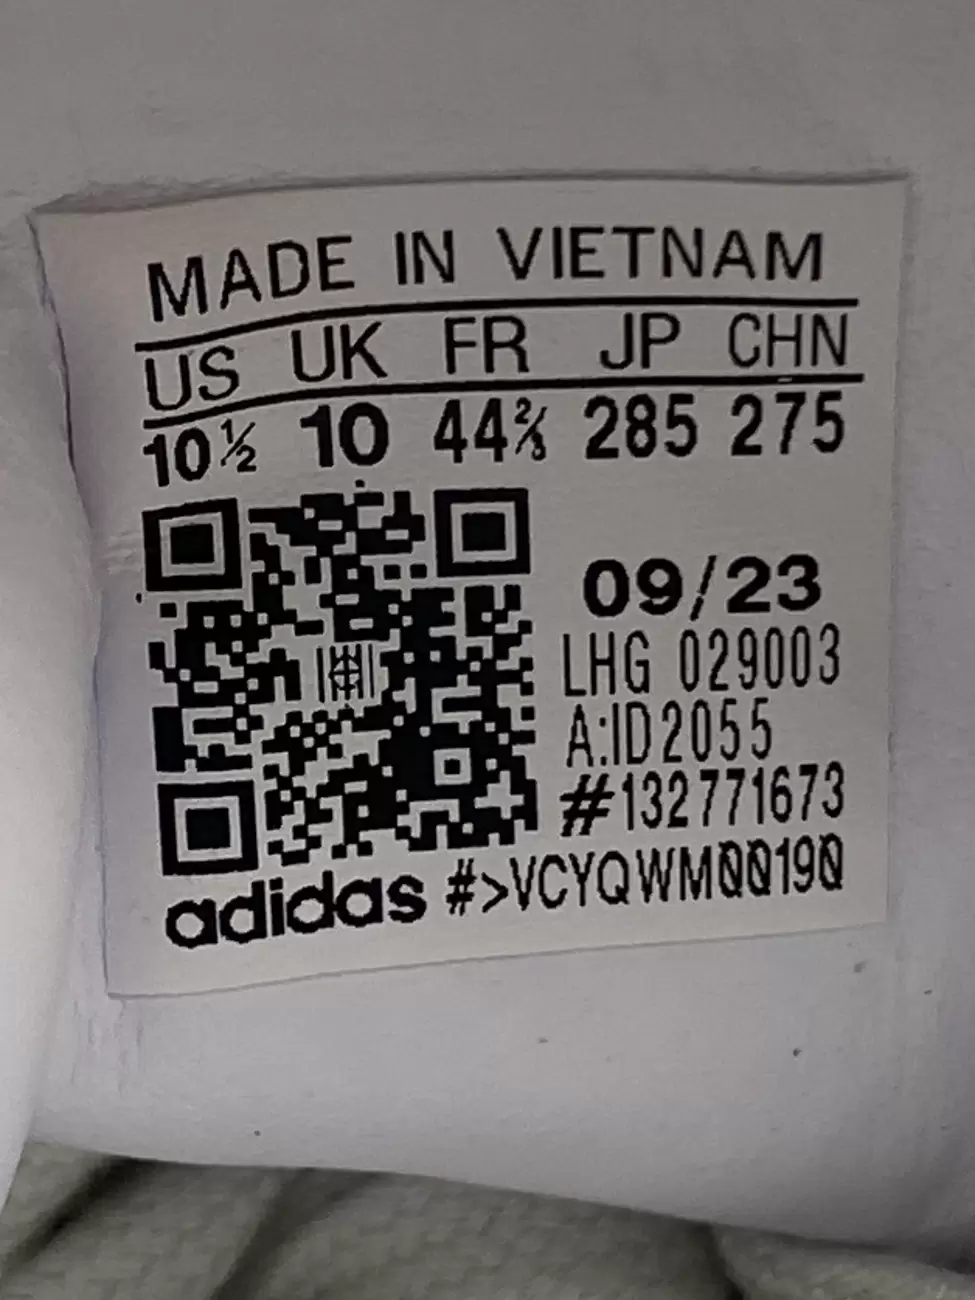 MADE IN VIETNAM
US UK FR JP CHN
10½ 10 44⅔ 285 275
09/23
LHG 029003
A:ID2055
#132771673
adidas #>VCYQWM00190